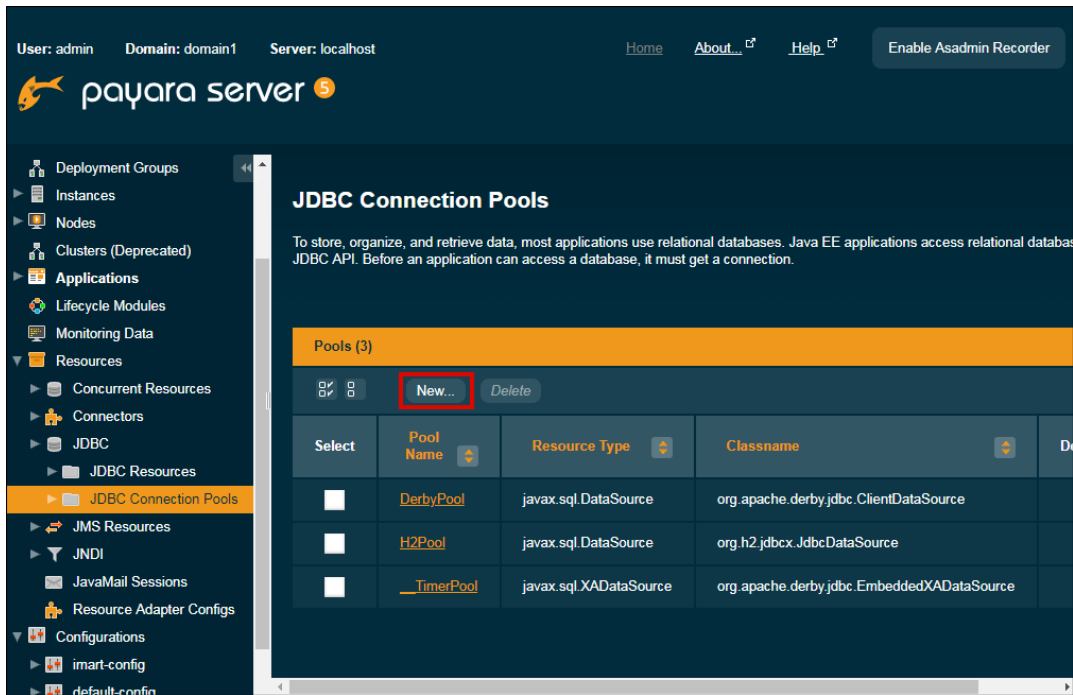 User: admin Domain: domain1 Server: localhost Home About... Help Enable Asadmin Recorder
payara server 5
Deployment Groups
Instances
Nodes
Clusters (Deprecated)
Applications
Lifecycle Modules
Monitoring Data
Resources
Concurrent Resources
Connectors
JDBC
JDBC Resources
JDBC Connection Pools
JMS Resources
JNDI
JavaMail Sessions
Resource Adapter Configs
Configurations
imart-config
default-config
JDBC Connection Pools
To store, organize, and retrieve data, most applications use relational databases. Java EE applications access relational databas
JDBC API. Before an application can access a database, it must get a connection.
Pools (3)
New... Delete
Select Pool Name Resource Type Classname De
DerbyPool javax.sql.DataSource org.apache.derby.jdbc.ClientDataSource
H2Pool javax.sql.DataSource org.h2.jdbcx.JdbcDataSource
__TimerPool javax.sql.XADataSource org.apache.derby.jdbc.EmbeddedXADataSource